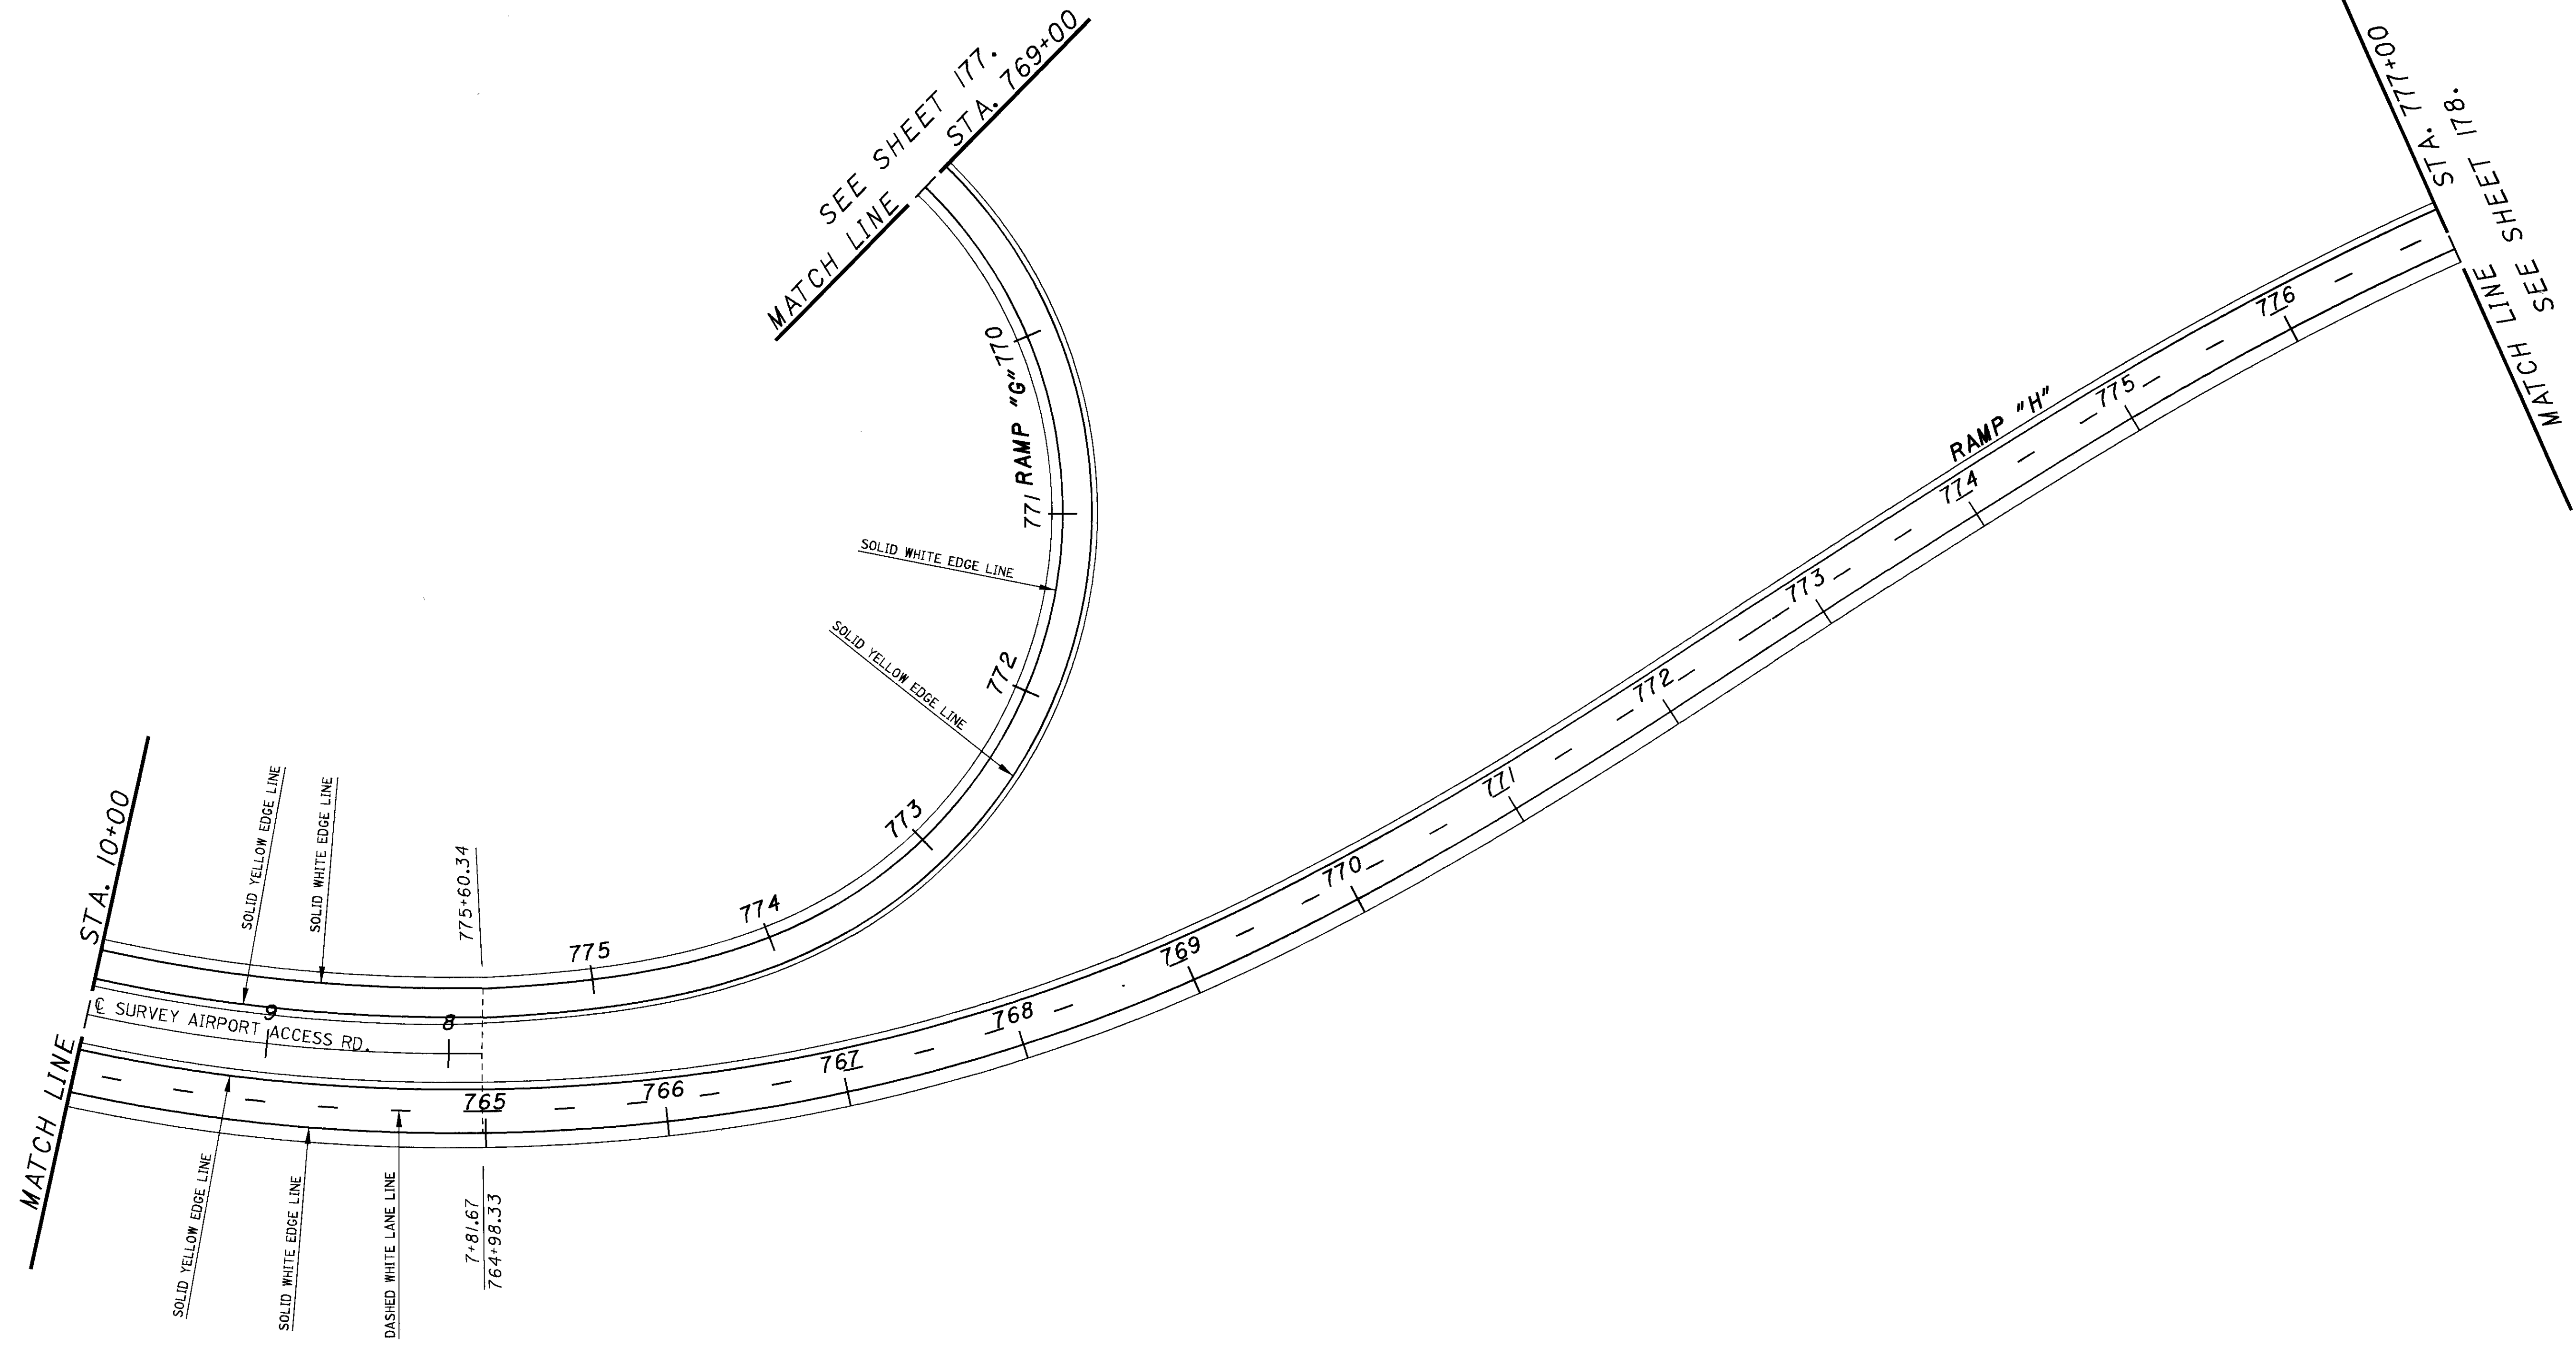 SEE SHEET 177.
MATCH LINE STA. 769+00
STA. 777+00
SEE SHEET 178.
MATCH LINE
770
RAMP "G"
771
772
773
774
775
SOLID WHITE EDGE LINE
SOLID YELLOW EDGE LINE
RAMP "H"
776
775
774
773
772
771
770
769
768
767
766
765
STA. 10+00
MATCH LINE
SOLID YELLOW EDGE LINE
SOLID WHITE EDGE LINE
775+60.34
℄ SURVEY AIRPORT ACCESS RD.
9
8
SOLID YELLOW EDGE LINE
SOLID WHITE EDGE LINE
DASHED WHITE LANE LINE
7+81.67
764+98.33